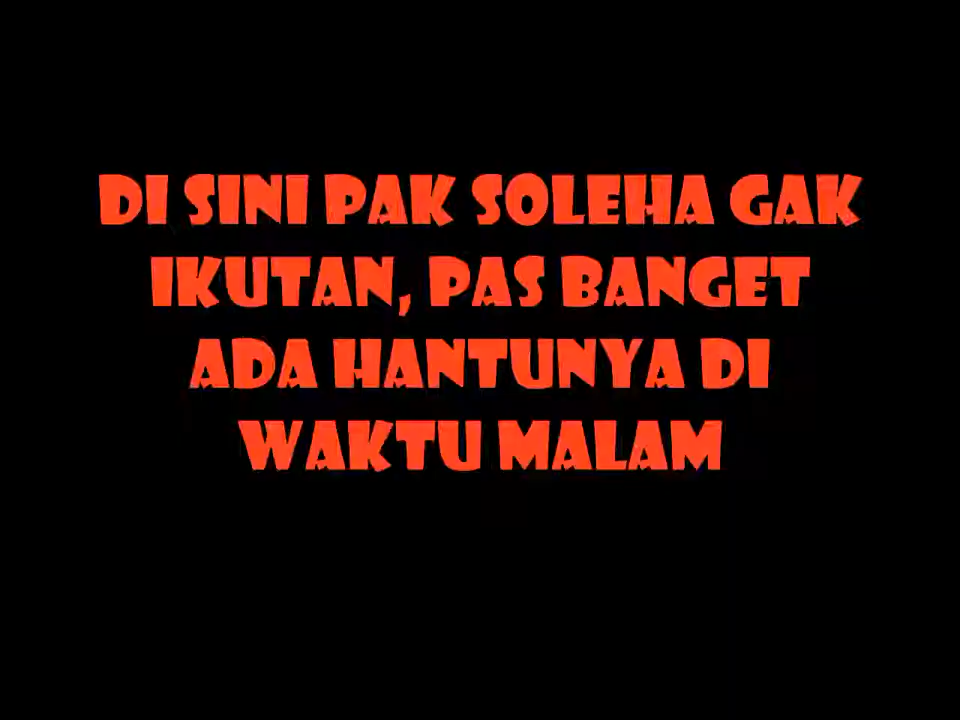 DI SINI PAK SOLEHA GAK
IKUTAN, PAS BANGET
ADA HANTUNYA DI
WAKTU MALAM